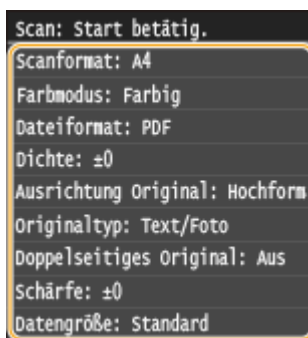 Scan: Start betätig.
Scanformat: A4
Farbmodus: Farbig
Dateiformat: PDF
Dichte: ±0
Ausrichtung Original: Hochform
Originaltyp: Text/Foto
Doppelseitiges Original: Aus
Schärfe: ±0
Datengröße: Standard